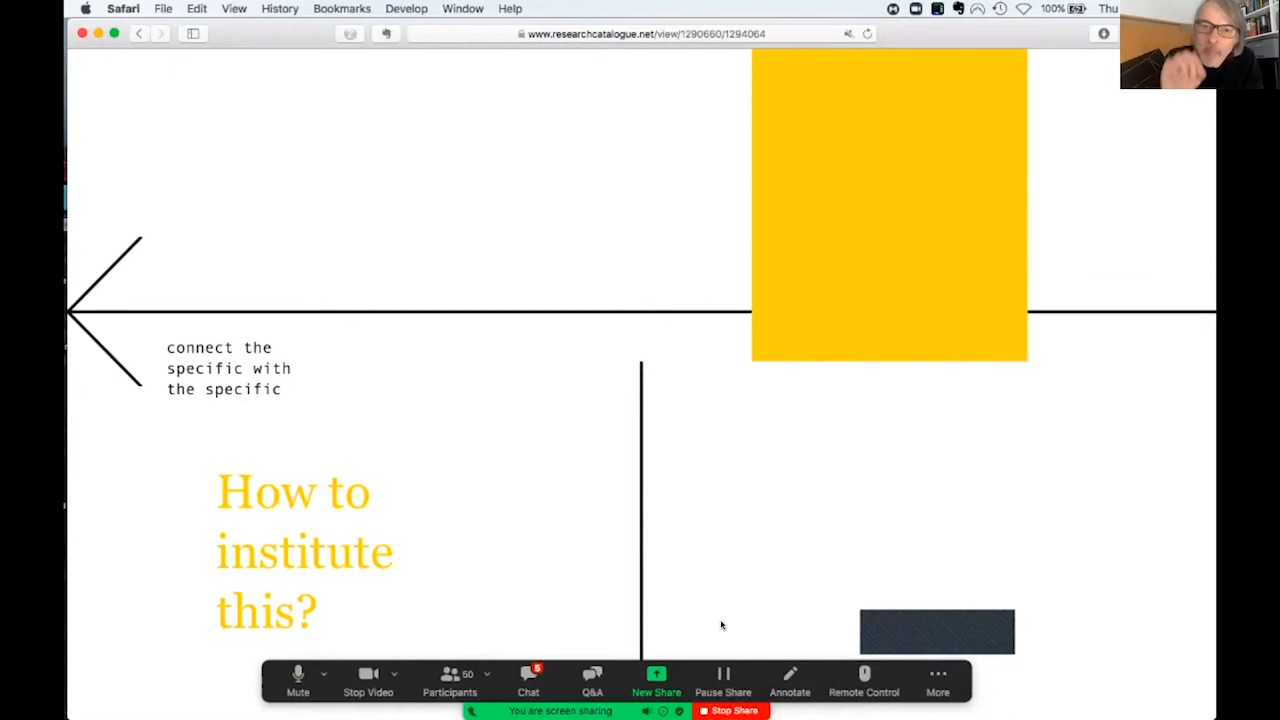 Safari File Edit View History Bookmarks Develop Window Help 100% Thu
www.researchcatalogue.net/view/1290660/1294064
connect the
specific with
the specific
How to
institute
this?
50
5
Mute Stop Video Participants Chat Q&A New Share Pause Share Annotate Remote Control More
You are screen sharing Stop Share